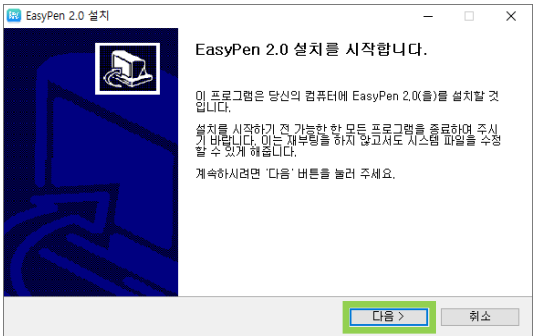 EasyPen 2.0 설치
EasyPen 2.0 설치를 시작합니다.
이 프로그램은 당신의 컴퓨터에 EasyPen 2.0(을)를 설치할 것
입니다.
설치를 시작하기 전 가능한 한 모든 프로그램을 종료하여 주시
기 바랍니다. 이는 재부팅을 하지 않고서도 시스템 파일을 수정
할 수 있게 해줍니다.
계속하시려면 '다음' 버튼을 눌러 주세요.
다음 >
취소